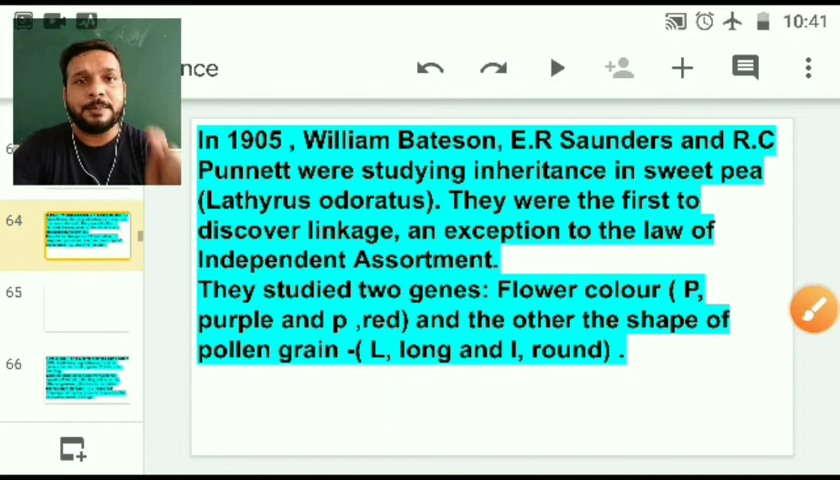 10:41
nce
In 1905 , William Bateson, E.R Saunders and R.C
Punnett were studying inheritance in sweet pea
(Lathyrus odoratus). They were the first to
discover linkage, an exception to the law of
Independent Assortment.
They studied two genes: Flower colour ( P,
purple and p ,red) and the other the shape of
pollen grain -( L, long and l, round) .
64
65
66